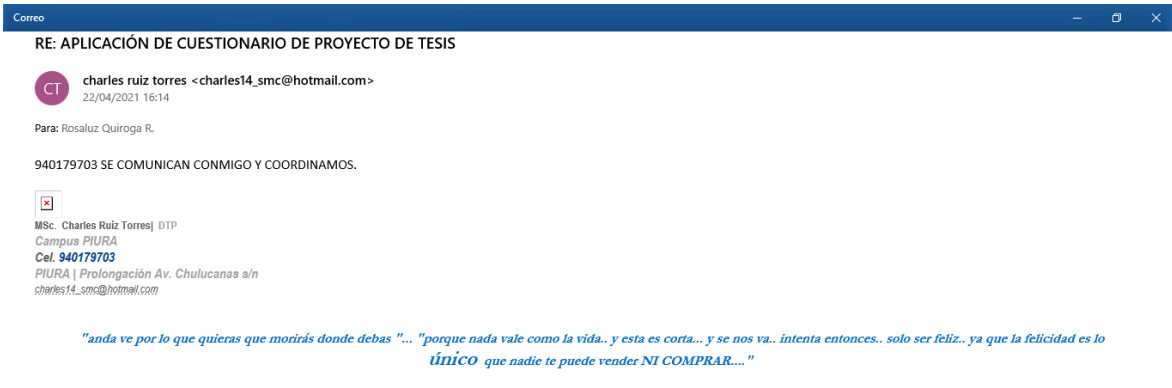 Correo
RE: APLICACIÓN DE CUESTIONARIO DE PROYECTO DE TESIS
CT
charles ruiz torres <charles14_smc@hotmail.com>
22/04/2021 16:14
Para: Rosaluz Quiroga R.
940179703 SE COMUNICAN CONMIGO Y COORDINAMOS.
MSc. Charles Ruiz Torres| DTP
Campus PIURA
Cel. 940179703
PIURA | Prolongación Av. Chulucanas s/n
charles14_smc@hotmail.com
"anda ve por lo que quieras que morirás donde debas "... "porque nada vale como la vida.. y esta es corta... y se nos va.. intenta entonces.. solo ser feliz.. ya que la felicidad es lo
único que nadie te puede vender NI COMPRAR...."